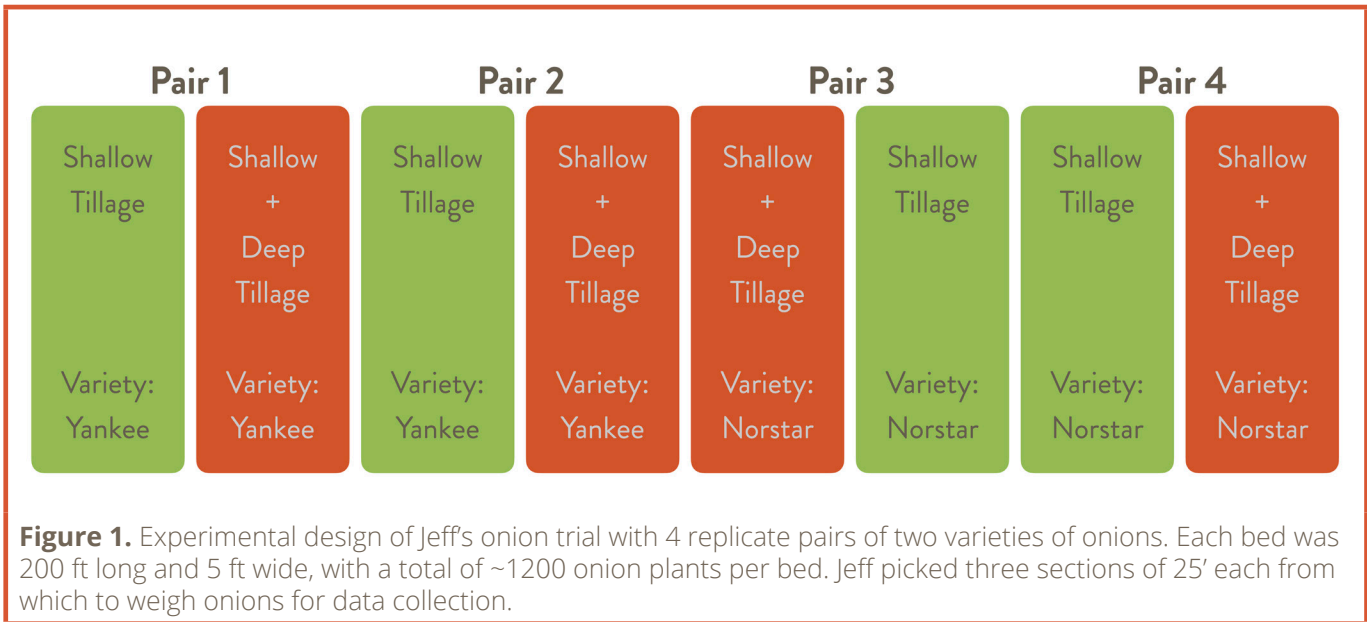 Pair 1
Pair 2
Pair 3
Pair 4
Shallow
Tillage
Variety:
Yankee
Shallow
+
Deep
Tillage
Variety:
Yankee
Shallow
Tillage
Variety:
Yankee
Shallow
+
Deep
Tillage
Variety:
Yankee
Shallow
+
Deep
Tillage
Variety:
Norstar
Shallow
Tillage
Variety:
Norstar
Shallow
Tillage
Variety:
Norstar
Shallow
+
Deep
Tillage
Variety:
Norstar
Figure 1. Experimental design of Jeff's onion trial with 4 replicate pairs of two varieties of onions. Each bed was
200 ft long and 5 ft wide, with a total of ~1200 onion plants per bed. Jeff picked three sections of 25' each from
which to weigh onions for data collection.